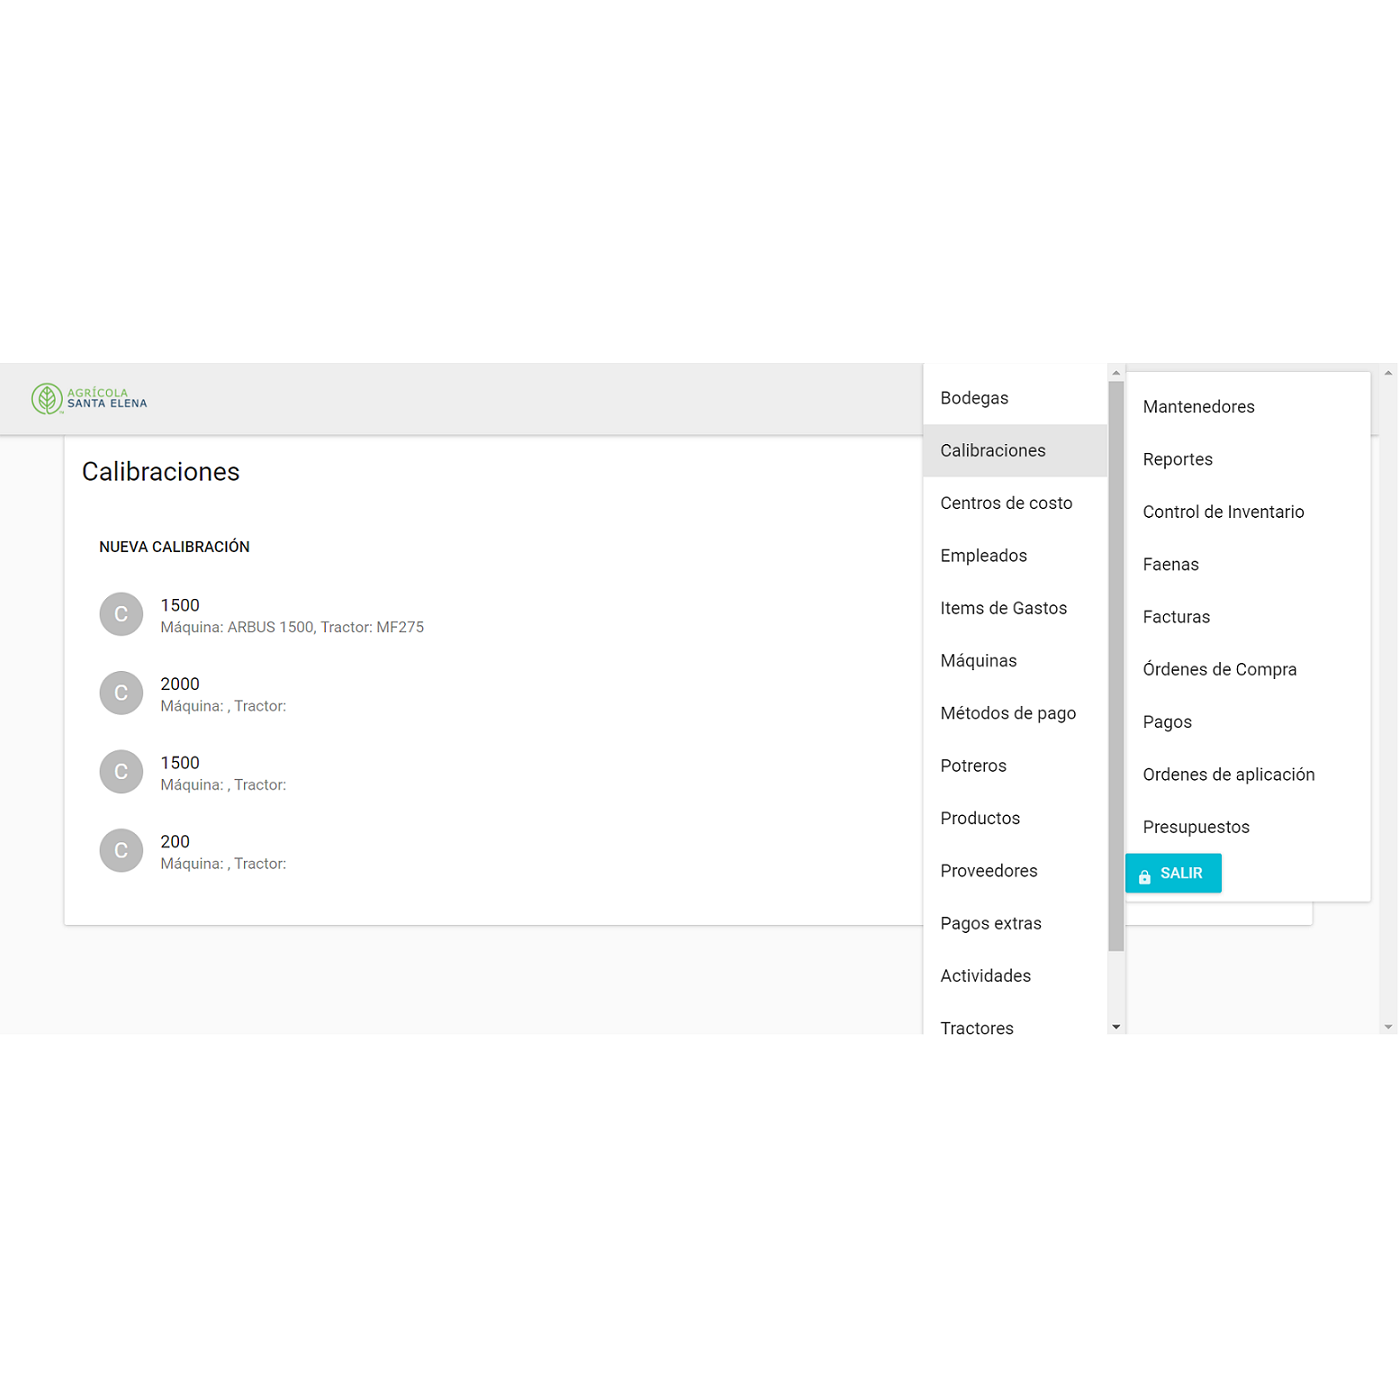 AGRÍCOLA
SANTA ELENA
Calibraciones
NUEVA CALIBRACIÓN
C
1500
Máquina: ARBUS 1500, Tractor: MF275
C
2000
Máquina: , Tractor:
C
1500
Máquina: , Tractor:
C
200
Máquina: , Tractor:
Bodegas
Calibraciones
Centros de costo
Empleados
Items de Gastos
Máquinas
Métodos de pago
Potreros
Productos
Proveedores
Pagos extras
Actividades
Tractores
Mantenedores
Reportes
Control de Inventario
Faenas
Facturas
Órdenes de Compra
Pagos
Ordenes de aplicación
Presupuestos
SALIR